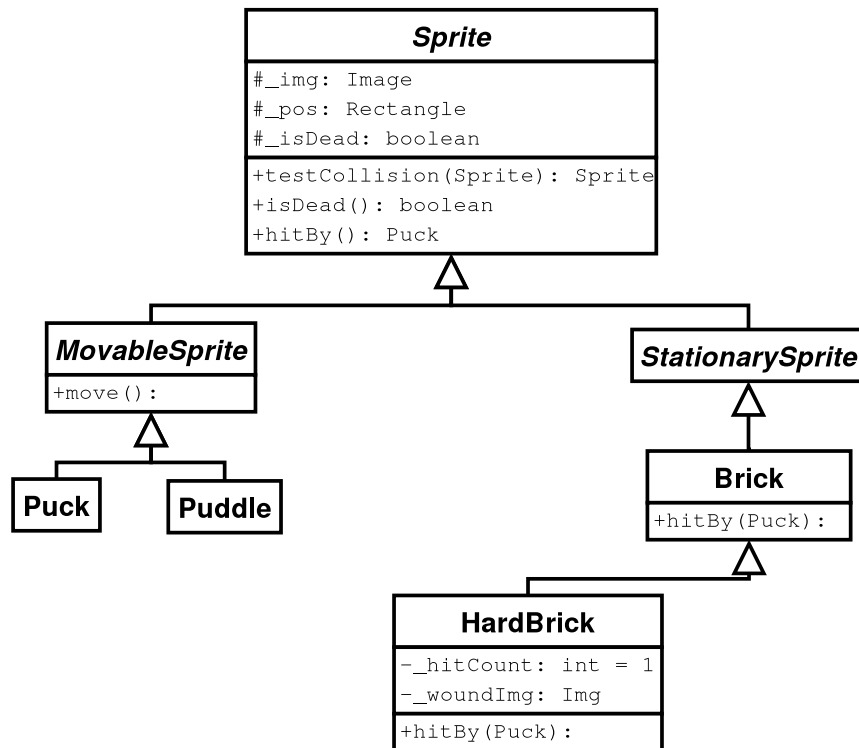 Sprite
#_img: Image
#_pos: Rectangle
#_isDead: boolean
+testCollision(Sprite): Sprite
+isDead(): boolean
+hitBy(): Puck
MovableSprite
+move():
StationarySprite
Puck
Puddle
Brick
+hitBy(Puck):
HardBrick
-_hitCount: int = 1
-_woundImg: Img
+hitBy(Puck):